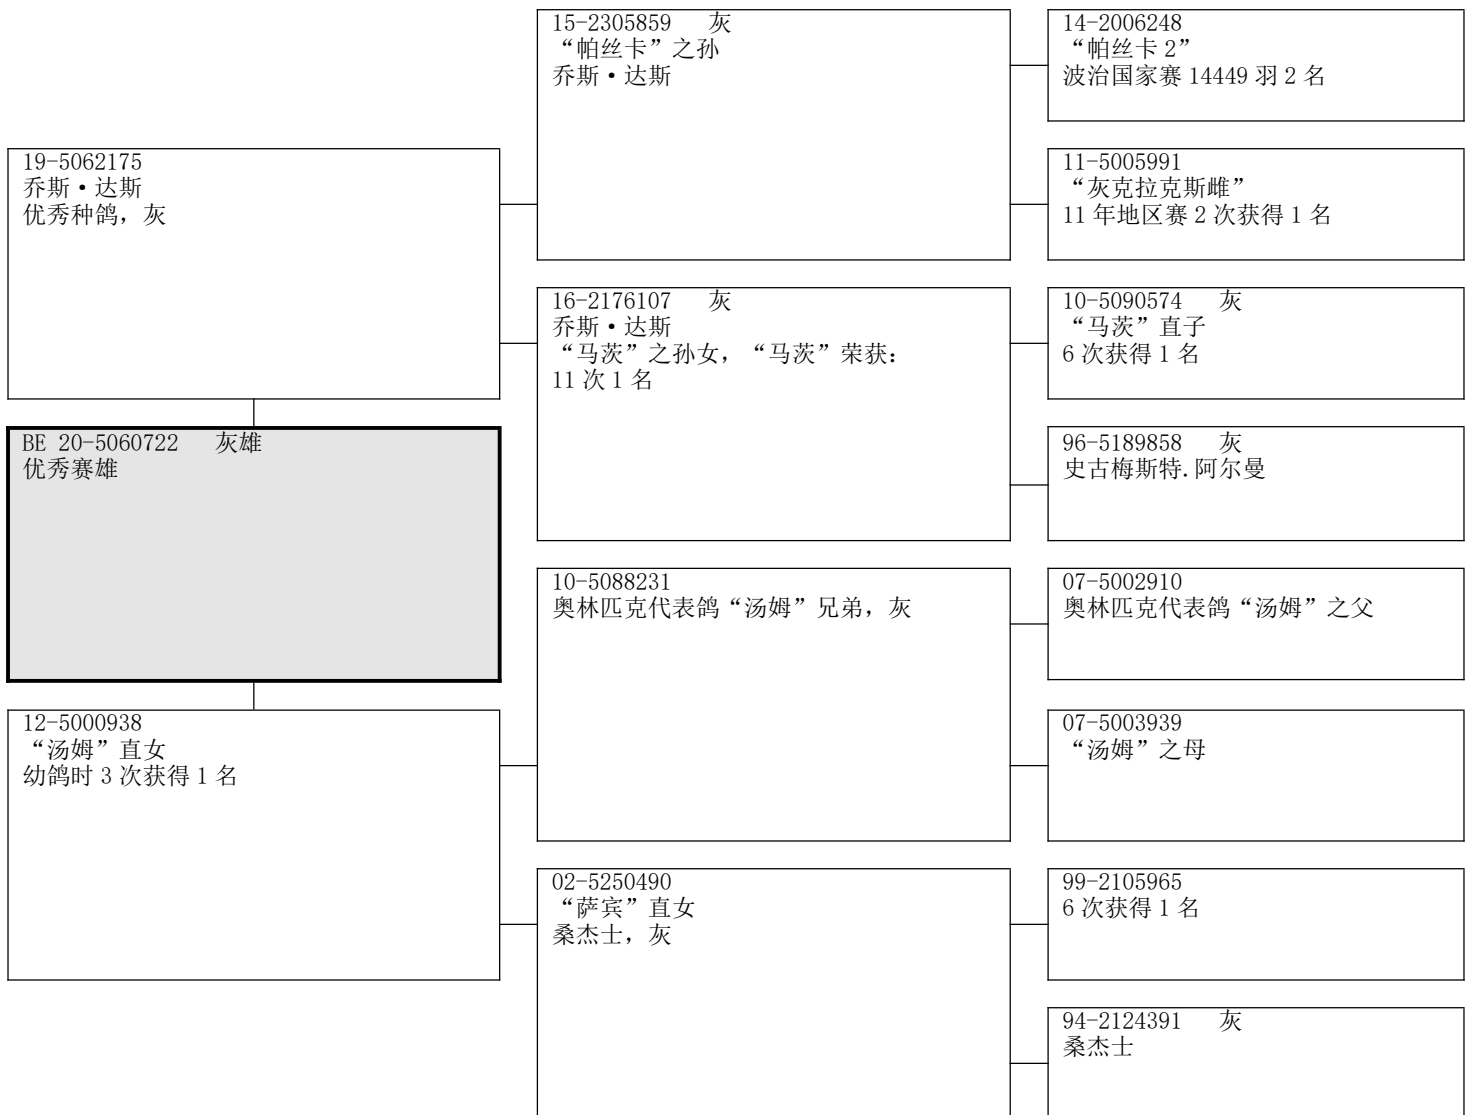 15-2305859 灰
“帕丝卡”之孙
乔斯·达斯
14-2006248
“帕丝卡 2”
波治国家赛 14449 羽 2 名
19-5062175
乔斯·达斯
优秀种鸽，灰
11-5005991
“灰克拉克斯雌”
11 年地区赛 2 次获得 1 名
16-2176107 灰
乔斯·达斯
“马茨”之孙女，“马茨”荣获：
11 次 1 名
10-5090574 灰
“马茨”直子
6 次获得 1 名
BE 20-5060722 灰雄
优秀赛雄
96-5189858 灰
史古梅斯特.阿尔曼
10-5088231
奥林匹克代表鸽“汤姆”兄弟，灰
07-5002910
奥林匹克代表鸽“汤姆”之父
12-5000938
“汤姆”直女
幼鸽时 3 次获得 1 名
07-5003939
“汤姆”之母
02-5250490
“萨宾”直女
桑杰士，灰
99-2105965
6 次获得 1 名
94-2124391 灰
桑杰士